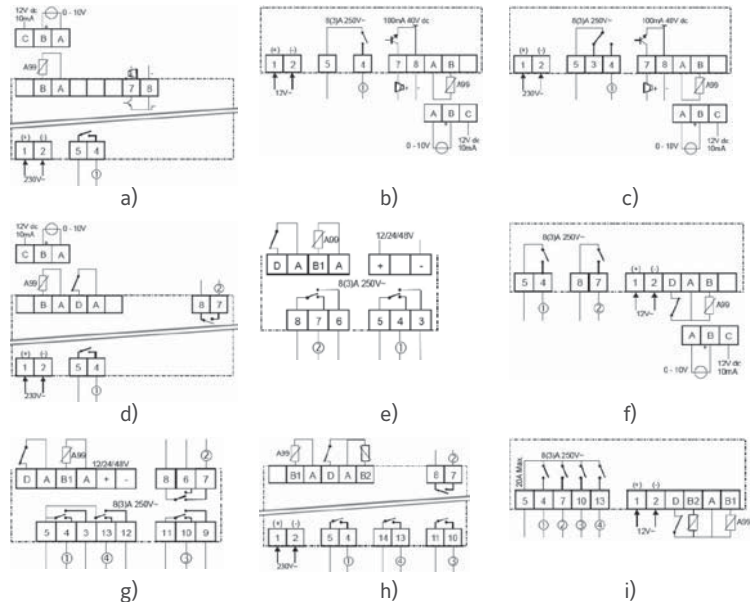 12V dc
10mA
0 - 10V
C B A
A99
B A 7 8
(+) (-)
1 2 5 4
230V~
①
a)
8(3)A 250V~
100mA 40V dc
(+) (-)
1 2 5 4 7 8 A B
12V~
①
+ -
A99
A B C
0 - 10V
12V dc
10mA
b)
8(3)A 250V~
100mA 40V dc
(+) (-)
1 2 5 3 4 7 8 A B
230V~
①
+ -
A99
A B C
0 - 10V
12V dc
10mA
c)
12V dc
10mA
0 - 10V
C B A
A99
B A D A
②
8 7
(+) (-)
1 2 5 4
230V~
①
d)
A99
12/24/48V
D A B1 A + -
8(3)A 250V~
8 7 6 5 4 3
② ①
e)
8(3)A 250V~
(+) (-)
5 4 8 7 1 2 D A B
① ②
12V~
A99
A B C
0 - 10V
12V dc
10mA
f)
A99
②
12/24/48V
D A B1 A + -
8 6 7
8(3)A 250V~
5 4 3 13 12 11 10 9
① ④ ③
g)
A99
②
B1 A D A B2
8 7
(+) (-)
1 2 5 4 14 13 11 10
230V~
① ④ ③
h)
20A Max.
8(3)A 250V~
(+) (-)
5 4 7 10 13 1 2 D B2 A B1
① ② ③ ④
12V~
A99
i)